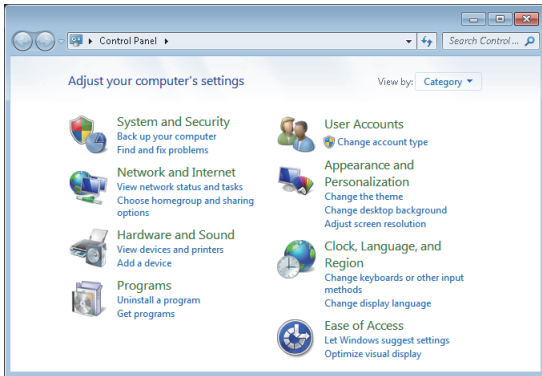 Control Panel
Search Control ...
Adjust your computer's settings
View by: Category
System and Security
Back up your computer
Find and fix problems
Network and Internet
View network status and tasks
Choose homegroup and sharing
options
Hardware and Sound
View devices and printers
Add a device
Programs
Uninstall a program
Get programs
User Accounts
Change account type
Appearance and
Personalization
Change the theme
Change desktop background
Adjust screen resolution
Clock, Language, and
Region
Change keyboards or other input
methods
Change display language
Ease of Access
Let Windows suggest settings
Optimize visual display